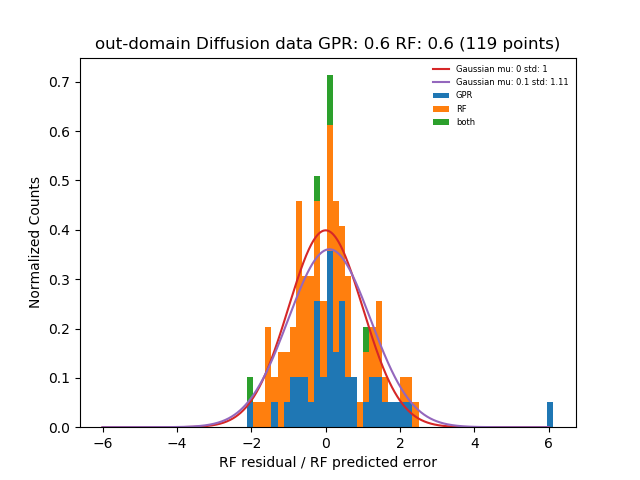 out-domain Diffusion data GPR: 0.6 RF: 0.6 (119 points)
Gaussian mu: 0 std: 1
Gaussian mu: 0.1 std: 1.11
GPR
RF
both
Normalized Counts
0.7
0.6
0.5
0.4
0.3
0.2
0.1
0.0
−6 −4 −2 0 2 4 6
RF residual / RF predicted error